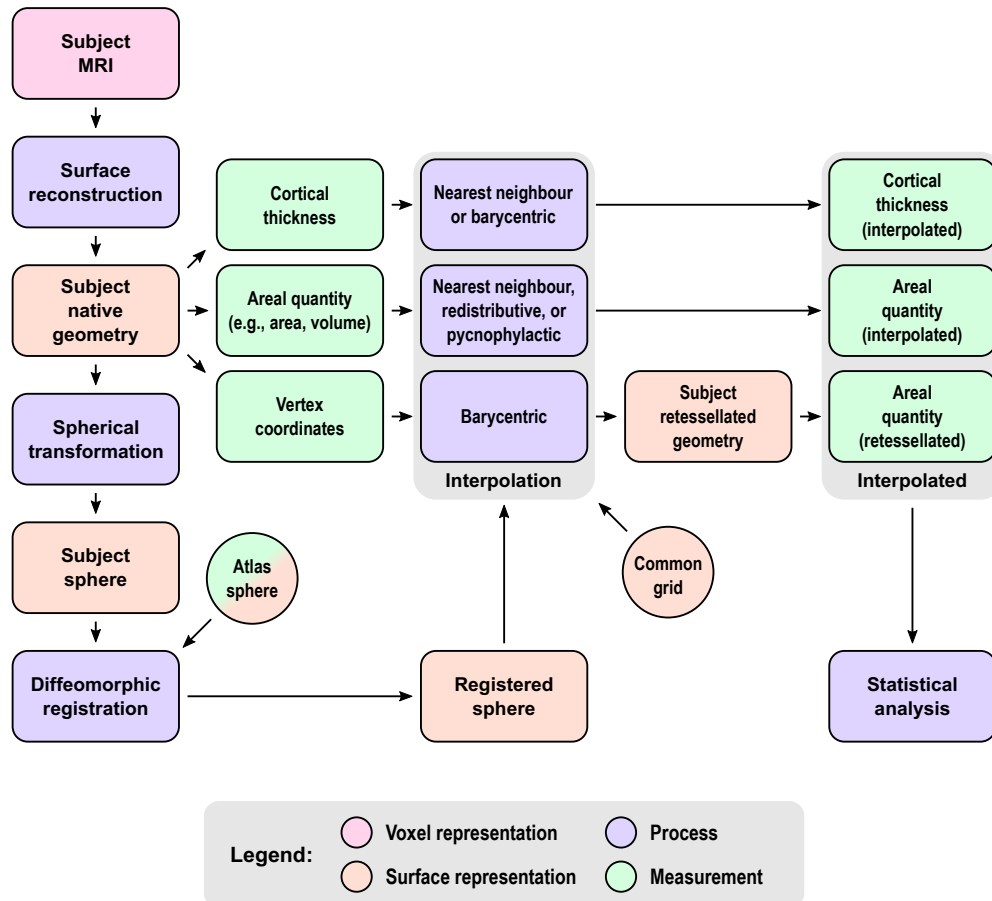 Subject
MRI
Surface
reconstruction
Subject
native
geometry
Spherical
transformation
Subject
sphere
Diffeomorphic
registration
Cortical
thickness
Areal quantity
(e.g., area, volume)
Vertex
coordinates
Atlas
sphere
Nearest neighbour
or barycentric
Nearest neighbour,
redistributive, or
pycnophylactic
Barycentric
Interpolation
Registered
sphere
Subject
retessellated
geometry
Common
grid
Cortical
thickness
(interpolated)
Areal
quantity
(interpolated)
Areal
quantity
(retessellated)
Interpolated
Statistical
analysis
Legend:
Voxel representation
Process
Surface representation
Measurement